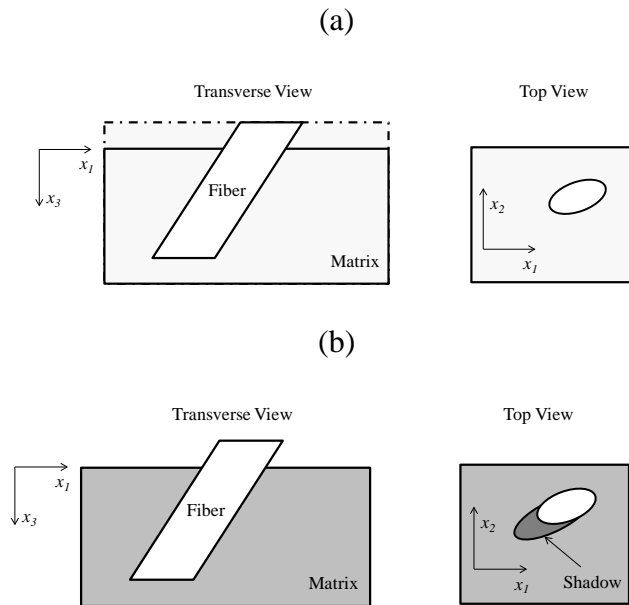 (a)
Transverse View
Top View
x1
x3
Fiber
Matrix
x2
x1
(b)
Transverse View
Top View
x1
x3
Fiber
Matrix
x2
x1
Shadow